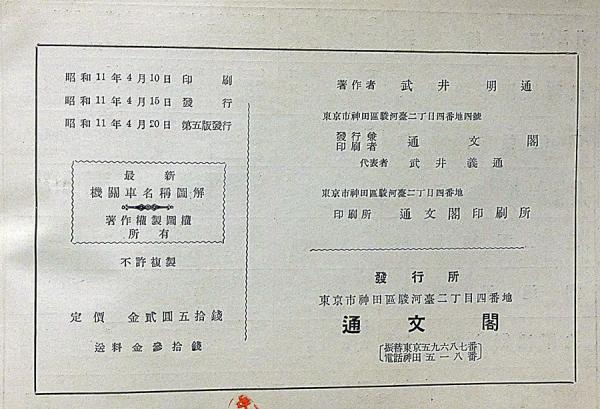 昭和11年4月10日 印刷
昭和11年4月15日 發行
昭和11年4月20日 第五版發行
最新
機關車名稱圖解
著作權製圖權
所有
不許複製
定價 金貳圓五拾錢
送料金參拾錢
著作者 武井明通
東京市神田區駿河臺二丁目四番地四號
發行兼
印刷者 通文閣
代表者 武井義通
東京市神田區駿河臺二丁目四番地
印刷所 通文閣印刷所
發行所
東京市神田區駿河臺二丁目四番地
通文閣
振替東京五九六八七番
電話神田五一八番